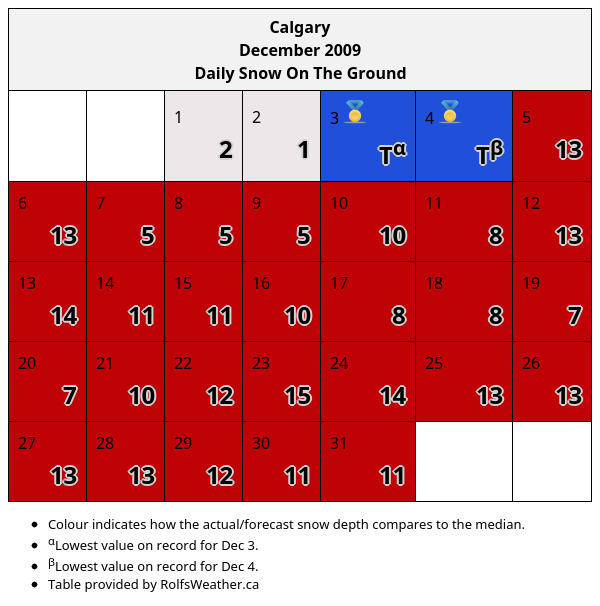 Calgary
December 2009
Daily Snow On The Ground
1 2 3 4 5
2 1 Tα Tβ 13
6 7 8 9 10 11 12
13 5 5 5 10 8 13
13 14 15 16 17 18 19
14 11 11 10 8 8 7
20 21 22 23 24 25 26
7 10 12 15 14 13 13
27 28 29 30 31
13 13 12 11 11
• Colour indicates how the actual/forecast snow depth compares to the median.
• αLowest value on record for Dec 3.
• βLowest value on record for Dec 4.
• Table provided by RolfsWeather.ca